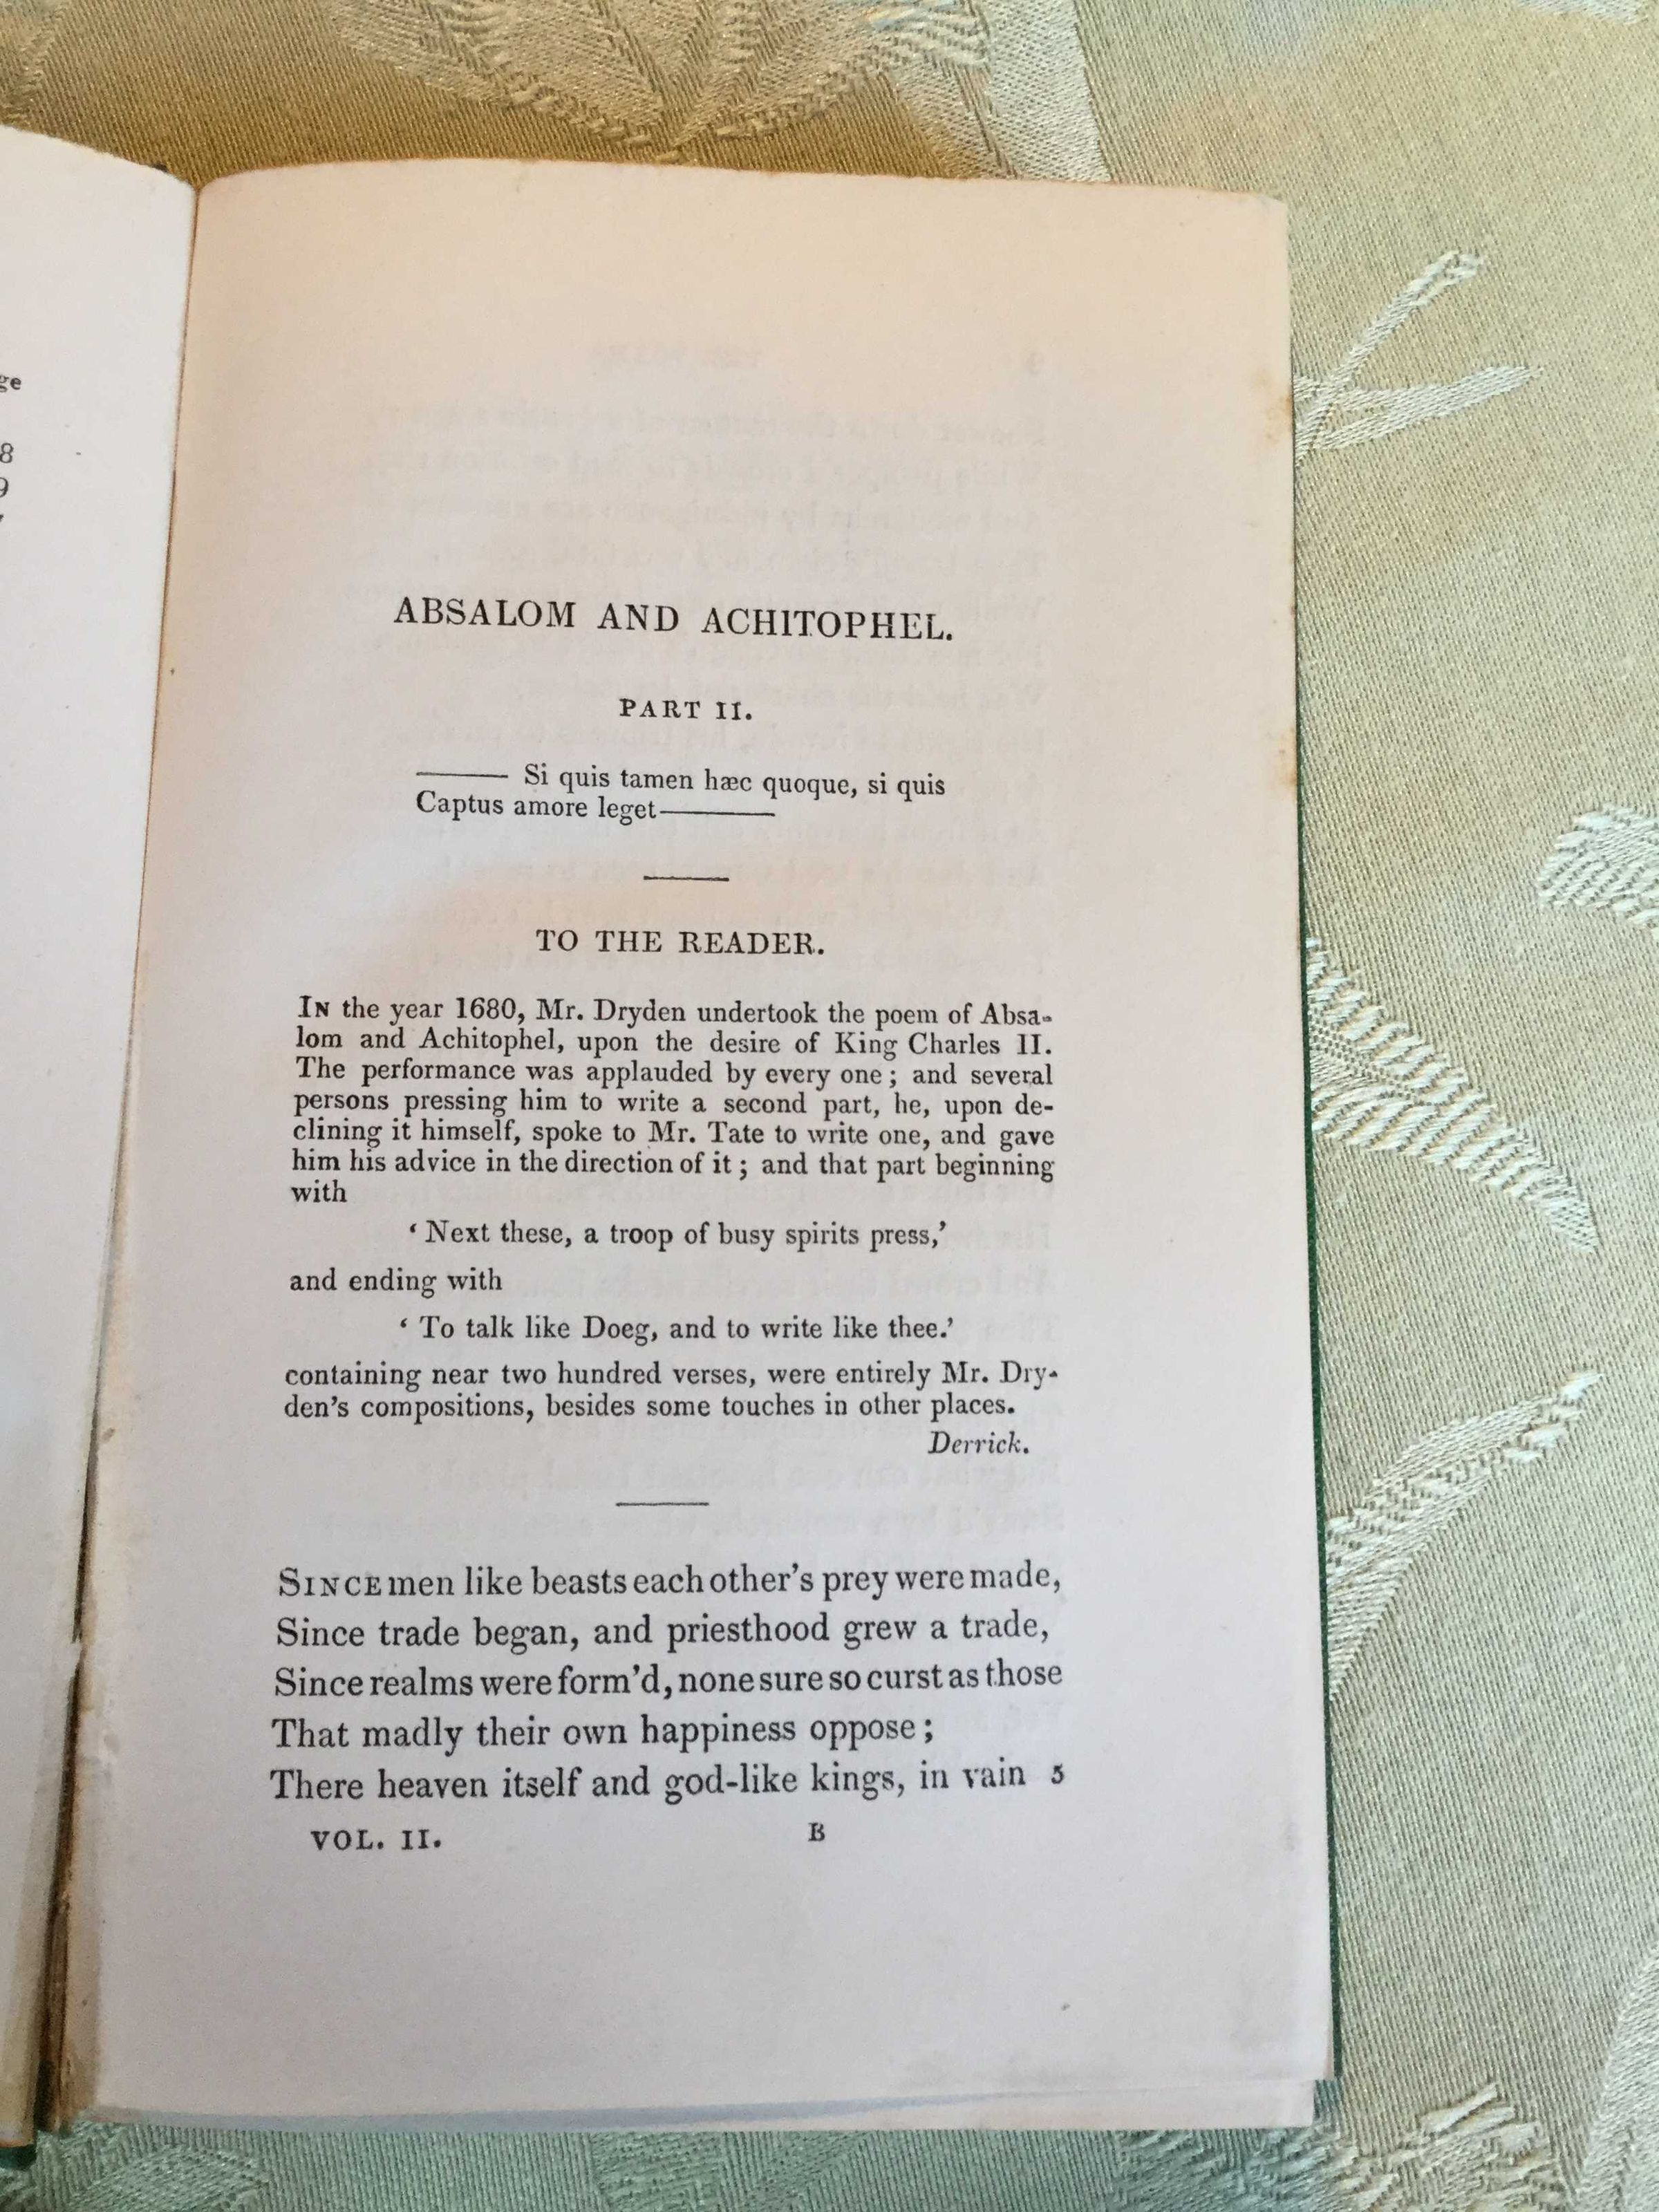 ge
8
9
ABSALOM AND ACHITOPHEL.
PART II.
——— Si quis tamen hæc quoque, si quis
Captus amore leget———
TO THE READER.
IN the year 1680, Mr. Dryden undertook the poem of Absa-
lom and Achitophel, upon the desire of King Charles II.
The performance was applauded by every one; and several
persons pressing him to write a second part, he, upon de-
clining it himself, spoke to Mr. Tate to write one, and gave
him his advice in the direction of it; and that part beginning
with
‘ Next these, a troop of busy spirits press,’
and ending with
‘ To talk like Doeg, and to write like thee.’
containing near two hundred verses, were entirely Mr. Dry-
den’s compositions, besides some touches in other places.
Derrick.
SINCE men like beasts each other’s prey were made,
Since trade began, and priesthood grew a trade,
Since realms were form’d, none sure so curst as those
That madly their own happiness oppose;
There heaven itself and god-like kings, in vain 5
VOL. II. B